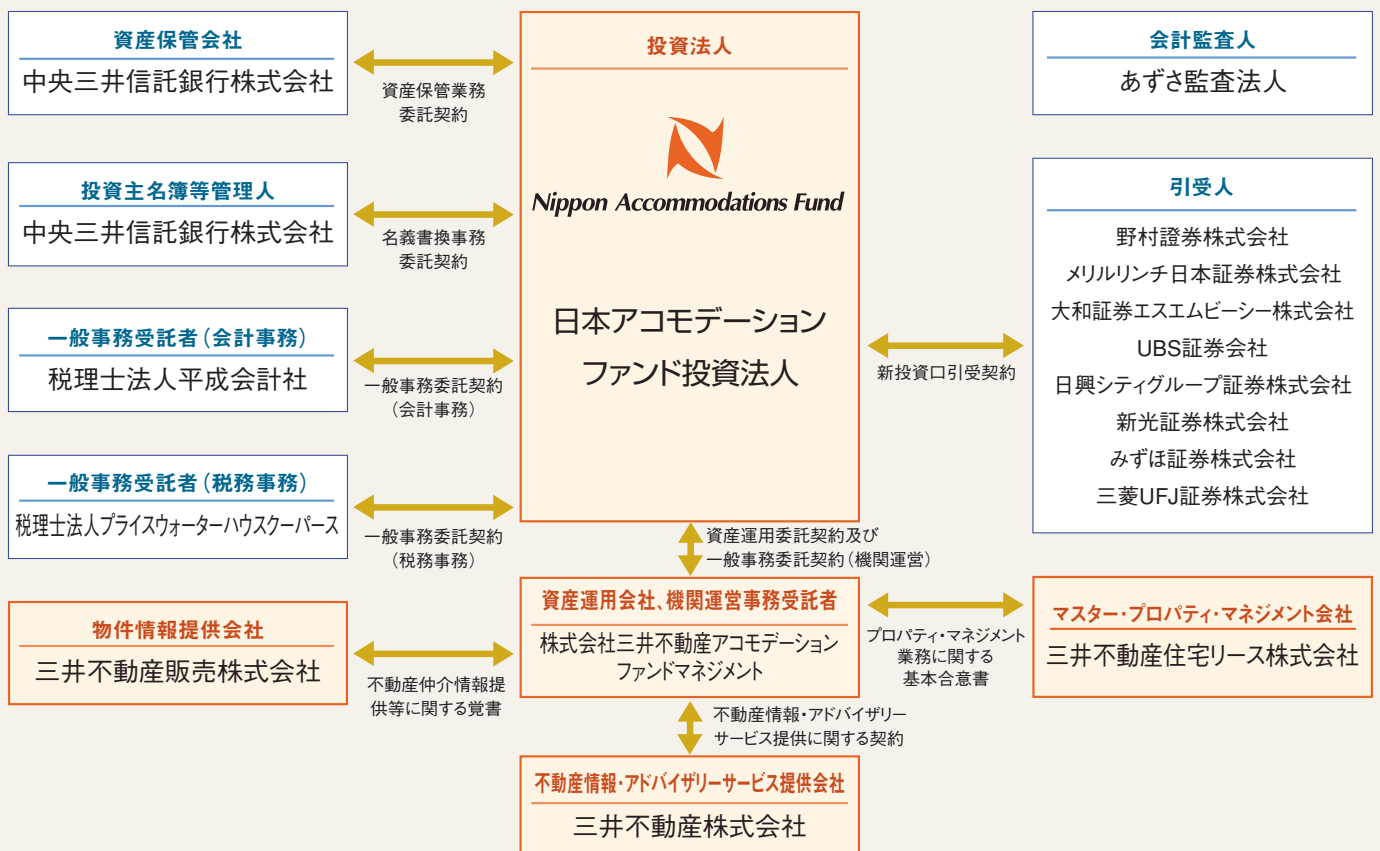 資産保管会社
中央三井信託銀行株式会社
資産保管業務
委託契約
投資主名簿等管理人
中央三井信託銀行株式会社
名義書換事務
委託契約
一般事務受託者(会計事務)
税理士法人平成会計社
一般事務委託契約
(会計事務)
一般事務受託者(税務事務)
税理士法人プライスウォーターハウスクーパース
一般事務委託契約
(税務事務)
物件情報提供会社
三井不動産販売株式会社
不動産仲介情報提
供等に関する覚書
投資法人
Nippon Accommodations Fund
日本アコモデーション
ファンド投資法人
資産運用委託契約及び
一般事務委託契約(機関運営)
資産運用会社、機関運営事務受託者
株式会社三井不動産アコモデーション
ファンドマネジメント
不動産情報・アドバイザリー
サービス提供に関する契約
不動産情報・アドバイザリーサービス提供会社
三井不動産株式会社
会計監査人
あずさ監査法人
新投資口引受契約
引受人
野村證券株式会社
メリルリンチ日本証券株式会社
大和証券エスエムビーシー株式会社
UBS証券会社
日興シティグループ証券株式会社
新光証券株式会社
みずほ証券株式会社
三菱UFJ証券株式会社
プロパティ・マネジメント
業務に関する
基本合意書
マスター・プロパティ・マネジメント会社
三井不動産住宅リース株式会社